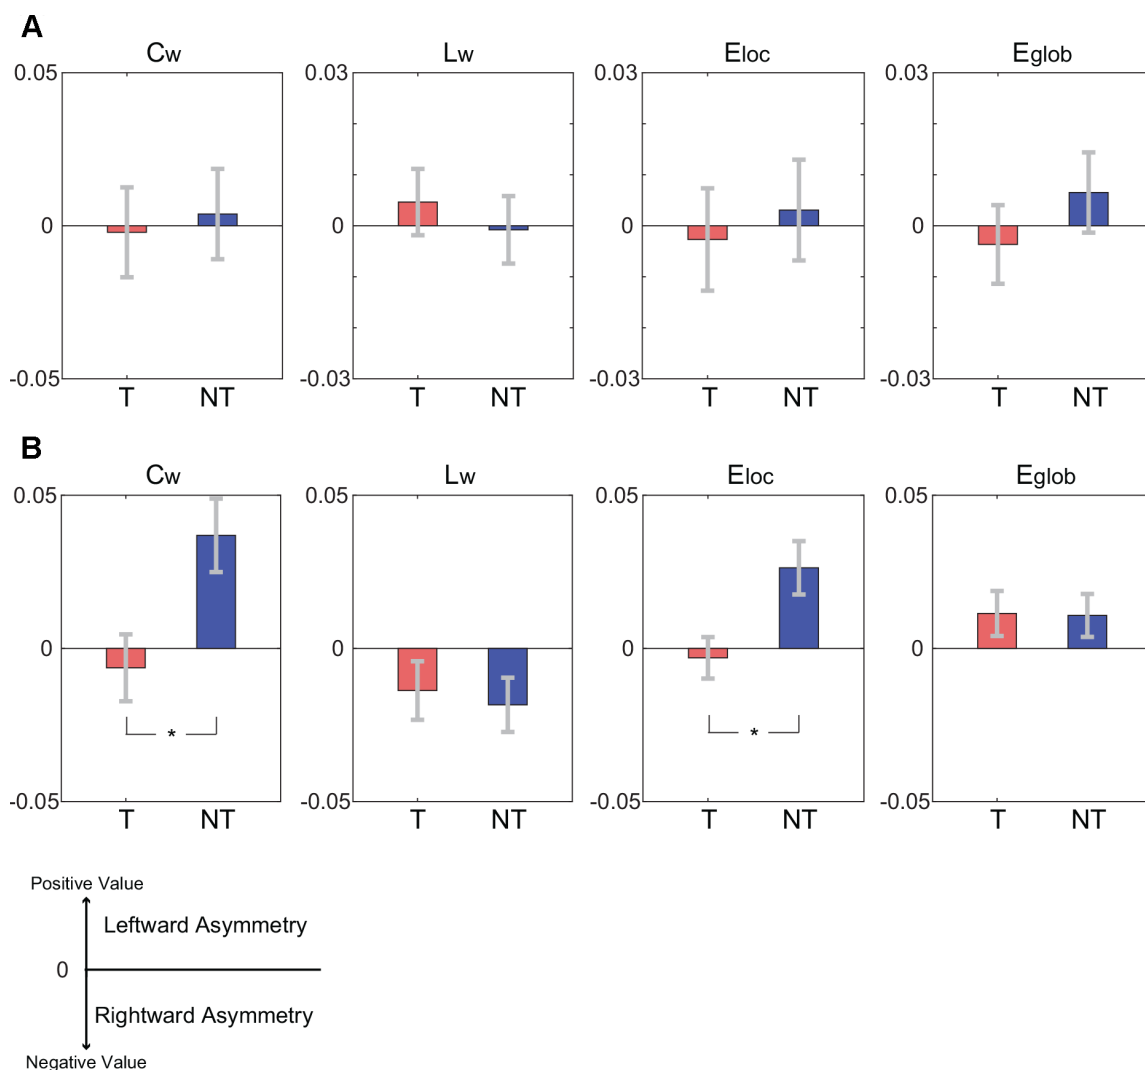 A
Cw Lw Eloc Eglob
0.05 0.03 0.03 0.03
0 0 0 0
-0.05 -0.03 -0.03 -0.03
T NT T NT T NT T NT
B
Cw Lw Eloc Eglob
0.05 0.05 0.05 0.05
0 0 0 0
* *
-0.05 -0.05 -0.05 -0.05
T NT T NT T NT T NT
Positive Value
Leftward Asymmetry
0
Rightward Asymmetry
Negative Value